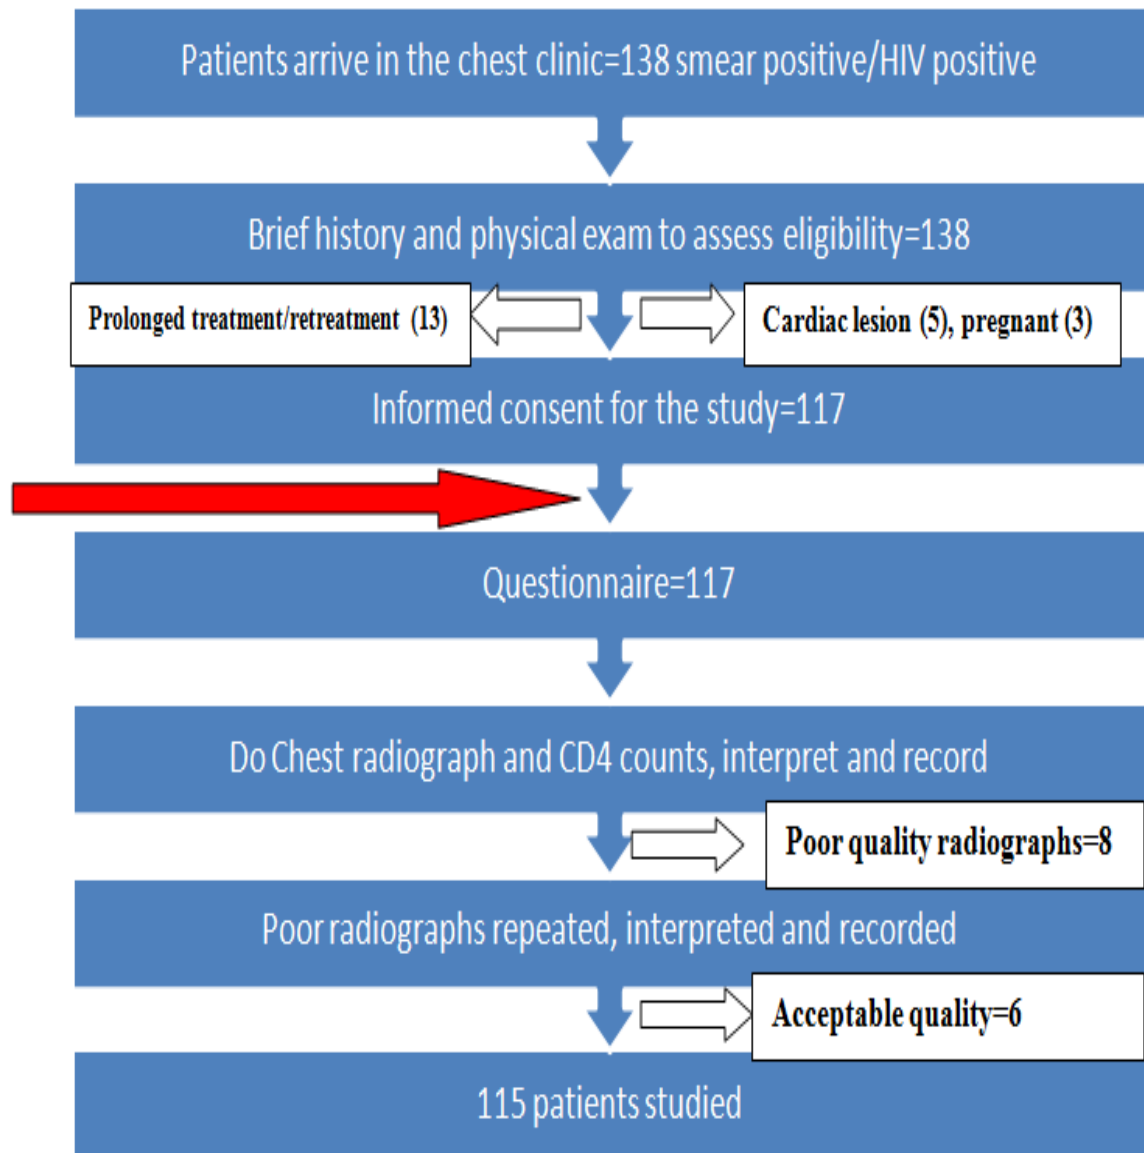 Patients arrive in the chest clinic=138 smear positive/HIV positive
Brief history and physical exam to assess eligibility=138
Prolonged treatment/retreatment (13)
Cardiac lesion (5), pregnant (3)
Informed consent for the study=117
Questionnaire=117
Do Chest radiograph and CD4 counts, interpret and record
Poor quality radiographs=8
Poor radiographs repeated, interpreted and recorded
Acceptable quality=6
115 patients studied